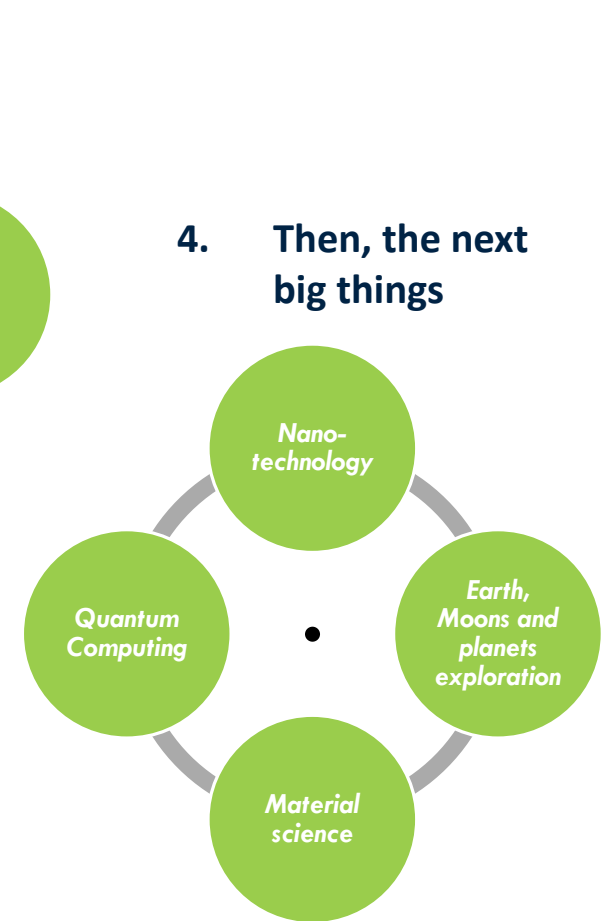 4. Then, the next
big things
Nano-
technology
Earth,
Moons and
planets
exploration
Quantum
Computing
Material
science